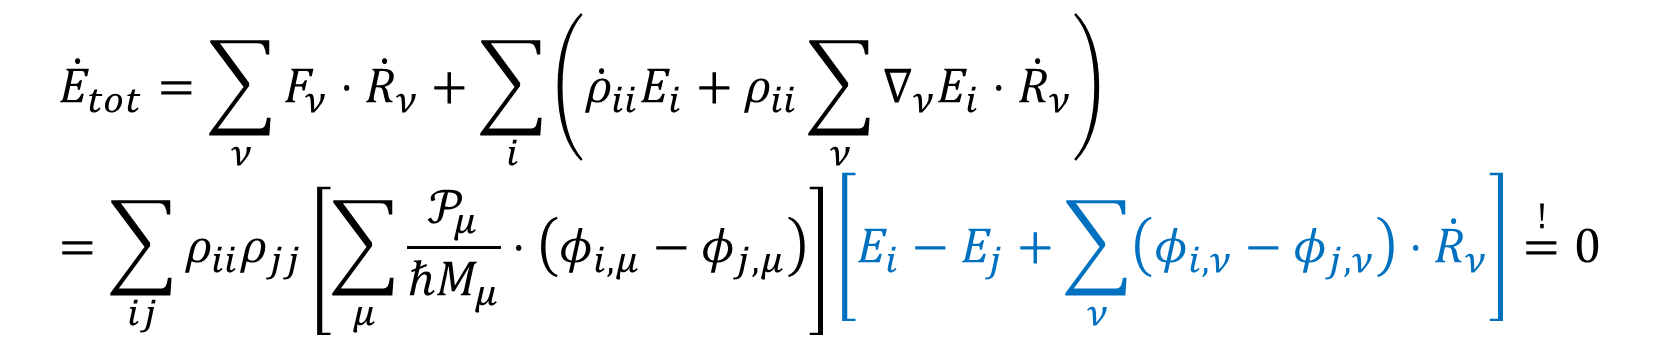 Ė_tot = ∑_ν F_ν · Ṙ_ν + ∑_i ( ρ̇_ii E_i + ρ_ii ∑_ν ∇_ν E_i · Ṙ_ν )
= ∑_ij ρ_ii ρ_jj [ ∑_μ 𝒫_μ / ħM_μ · (ϕ_i,μ − ϕ_j,μ) ] [ E_i − E_j + ∑_ν (ϕ_i,ν − ϕ_j,ν) · Ṙ_ν ] =^! 0